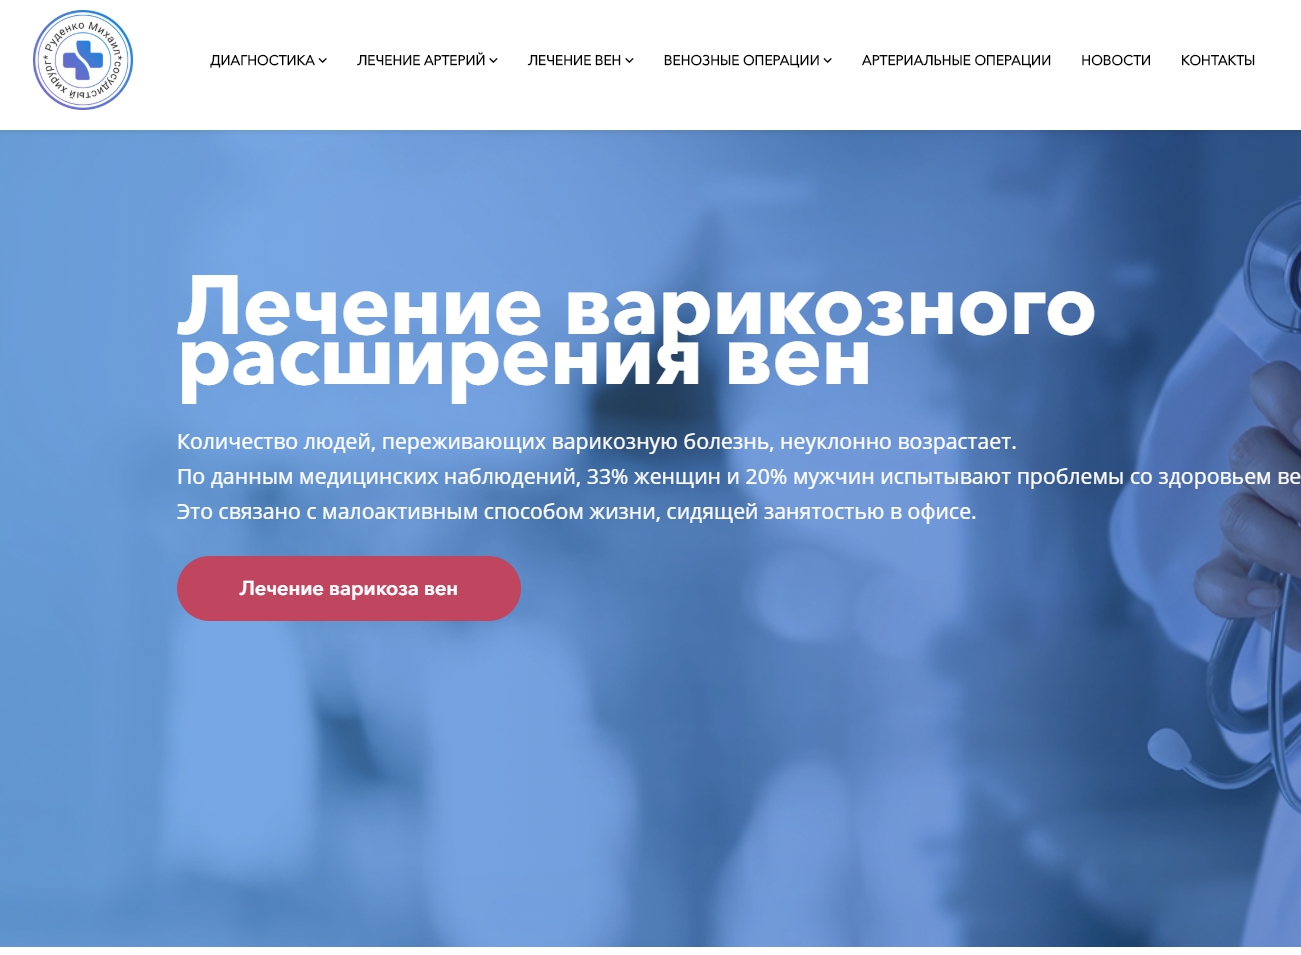 Руденко Михаил * сосудистый хирург *
ДИАГНОСТИКА
ЛЕЧЕНИЕ АРТЕРИЙ
ЛЕЧЕНИЕ ВЕН
ВЕНОЗНЫЕ ОПЕРАЦИИ
АРТЕРИАЛЬНЫЕ ОПЕРАЦИИ
НОВОСТИ
КОНТАКТЫ
Лечение варикозного
расширения вен
Количество людей, переживающих варикозную болезнь, неуклонно возрастает.
По данным медицинских наблюдений, 33% женщин и 20% мужчин испытывают проблемы со здоровьем ве
Это связано с малоактивным способом жизни, сидящей занятостью в офисе.
Лечение варикоза вен